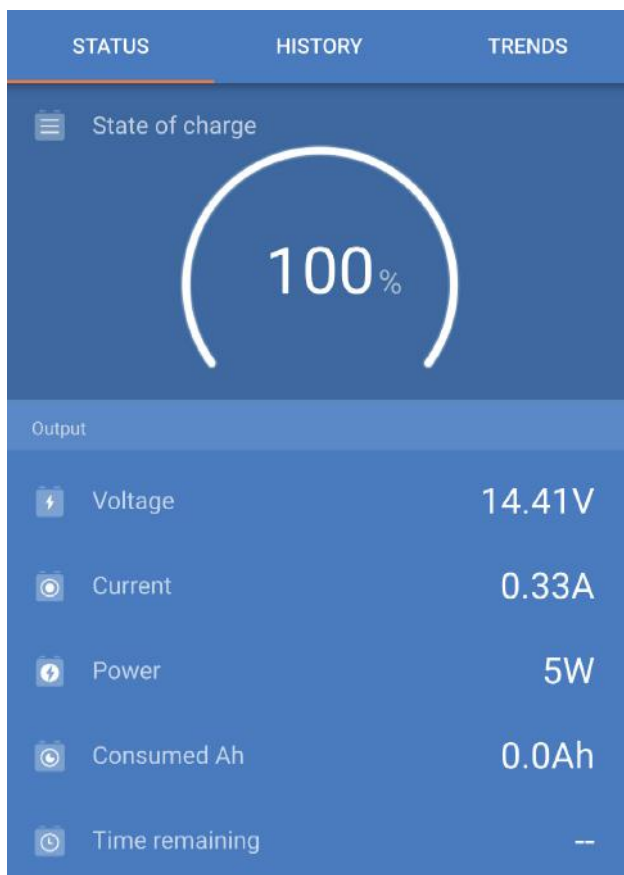 STATUS HISTORY TRENDS
State of charge
100%
Output
Voltage 14.41V
Current 0.33A
Power 5W
Consumed Ah 0.0Ah
Time remaining --